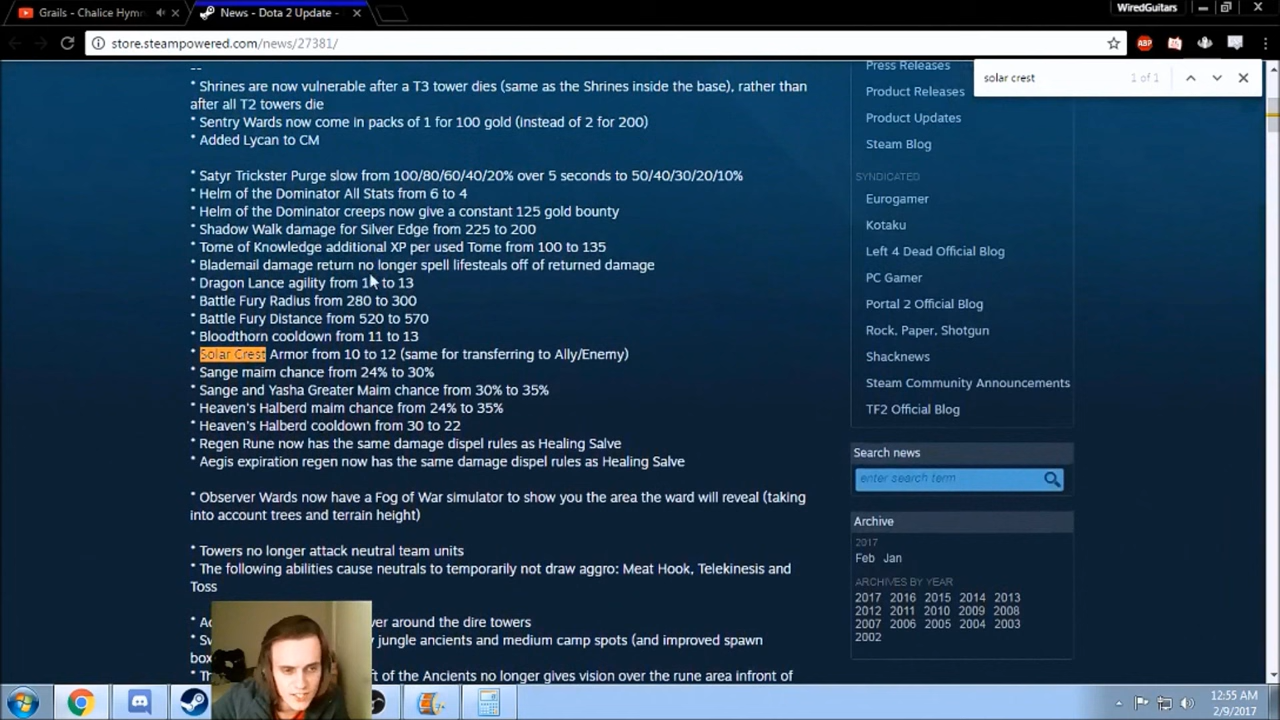 Grails - Chalice Hymn
News - Dota 2 Update -
WiredGuitars
store.steampowered.com/news/27381/
ABP
solar crest
1 of 1
--
* Shrines are now vulnerable after a T3 tower dies (same as the Shrines inside the base), rather than
after all T2 towers die
* Sentry Wards now come in packs of 1 for 100 gold (instead of 2 for 200)
* Added Lycan to CM
* Satyr Trickster Purge slow from 100/80/60/40/20% over 5 seconds to 50/40/30/20/10%
* Helm of the Dominator All Stats from 6 to 4
* Helm of the Dominator creeps now give a constant 125 gold bounty
* Shadow Walk damage for Silver Edge from 225 to 200
* Tome of Knowledge additional XP per used Tome from 100 to 135
* Blademail damage return no longer spell lifesteals off of returned damage
* Dragon Lance agility from 1 to 13
* Battle Fury Radius from 280 to 300
* Battle Fury Distance from 520 to 570
* Bloodthorn cooldown from 11 to 13
* Solar Crest Armor from 10 to 12 (same for transferring to Ally/Enemy)
* Sange maim chance from 24% to 30%
* Sange and Yasha Greater Maim chance from 30% to 35%
* Heaven's Halberd maim chance from 24% to 35%
* Heaven's Halberd cooldown from 30 to 22
* Regen Rune now has the same damage dispel rules as Healing Salve
* Aegis expiration regen now has the same damage dispel rules as Healing Salve
* Observer Wards now have a Fog of War simulator to show you the area the ward will reveal (taking
into account trees and terrain height)
* Towers no longer attack neutral team units
* The following abilities cause neutrals to temporarily not draw aggro: Meat Hook, Telekinesis and
Toss
around the dire towers
jungle ancients and medium camp spots (and improved spawn
of the Ancients no longer gives vision over the rune area infront of
Press Releases
Product Releases
Product Updates
Steam Blog
SYNDICATED
Eurogamer
Kotaku
Left 4 Dead Official Blog
PC Gamer
Portal 2 Official Blog
Rock, Paper, Shotgun
Shacknews
Steam Community Announcements
TF2 Official Blog
Search news
enter search term
Archive
2017
Feb Jan
ARCHIVES BY YEAR
2017 2016 2015 2014 2013
2012 2011 2010 2009 2008
2007 2006 2005 2004 2003
2002
12:55 AM
2/9/2017